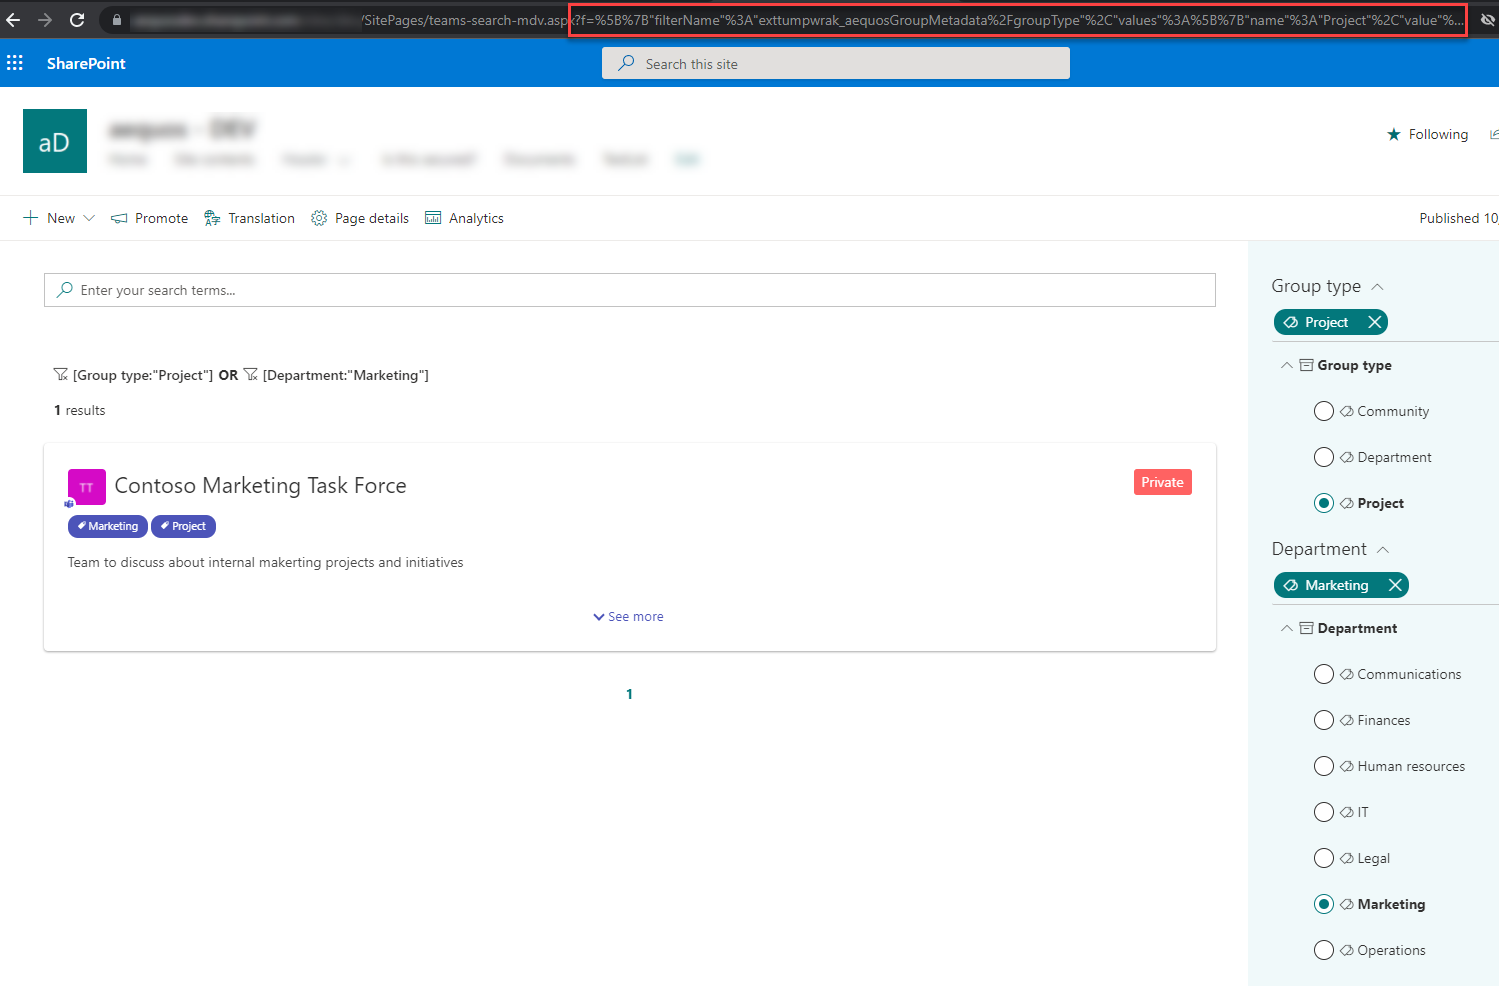 /SitePages/teams-search-mdv.aspx?f=%5B%7B"filterName"%3A"exttumpwrak_aequosGroupMetadata%2FgroupType"%2C"values"%3A%5B%7B"name"%3A"Project"%2C"value"%...
SharePoint
Search this site
aD
aequos - DEV
Following
New
Promote
Translation
Page details
Analytics
Published 10
Enter your search terms...
[Group type:"Project"] OR [Department:"Marketing"]
1 results
TT
Contoso Marketing Task Force
Private
Marketing
Project
Team to discuss about internal makerting projects and initiatives
See more
1
Group type
Project
Group type
Community
Department
Project
Department
Marketing
Department
Communications
Finances
Human resources
IT
Legal
Marketing
Operations